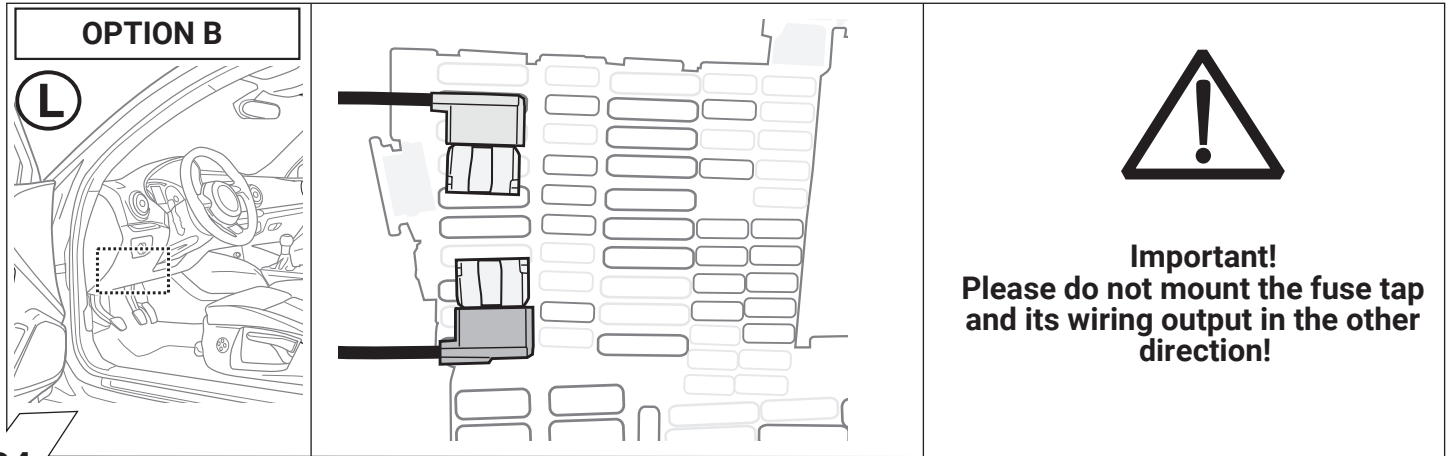 OPTION B
L
Important!
Please do not mount the fuse tap
and its wiring output in the other
direction!